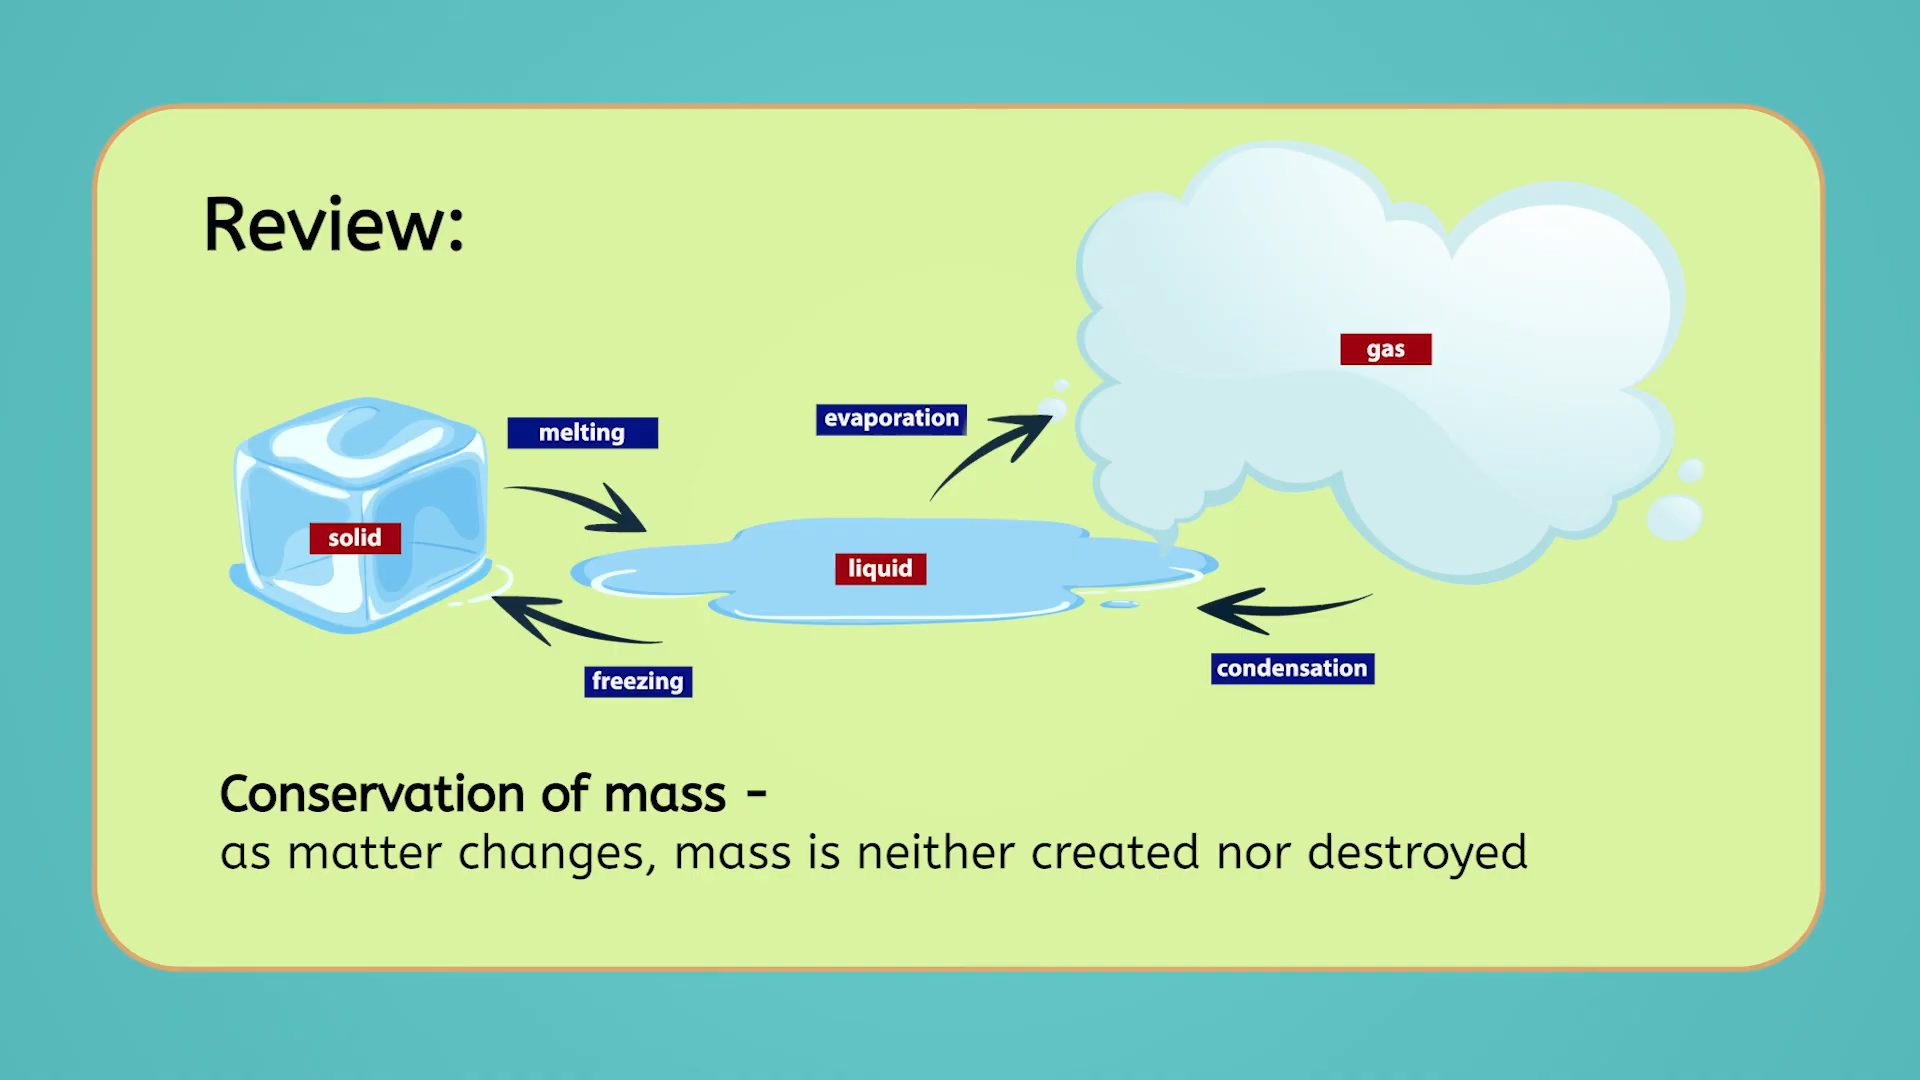 Review:
gas
evaporation
melting
solid
liquid
condensation
freezing
Conservation of mass -
as matter changes, mass is neither created nor destroyed